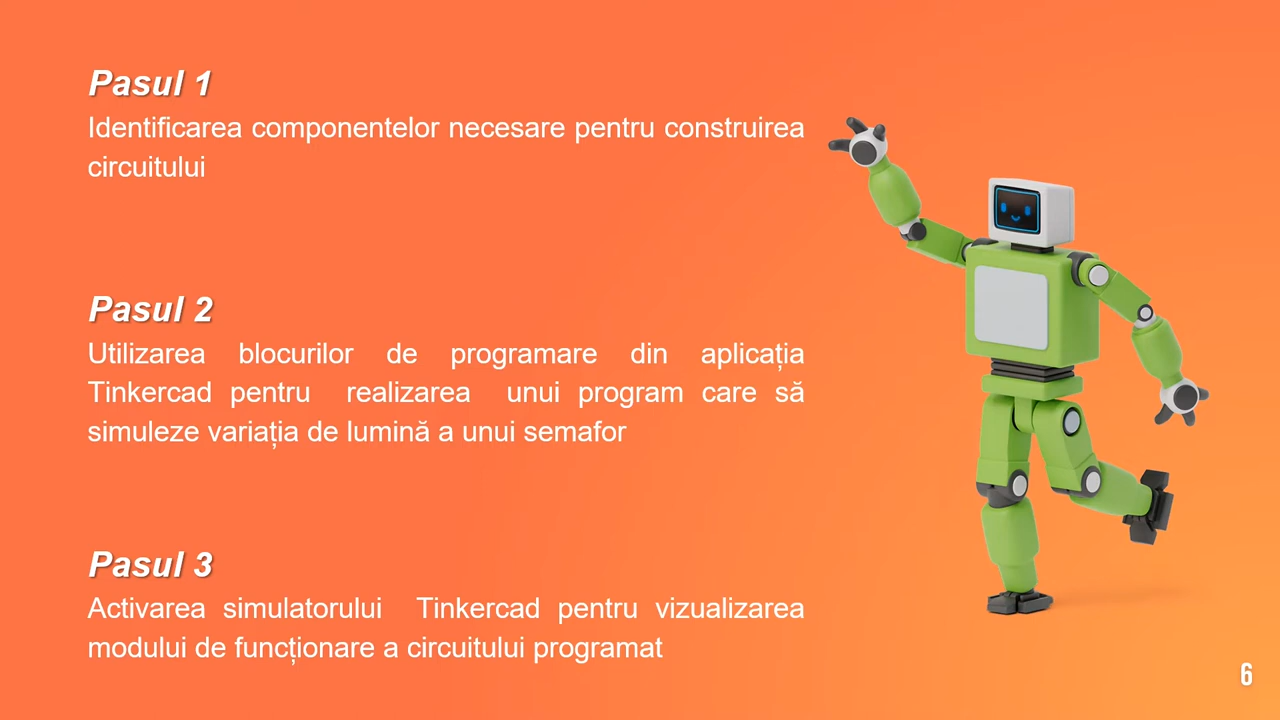 Pasul 1
Identificarea componentelor necesare pentru construirea
circuitului
Pasul 2
Utilizarea blocurilor de programare din aplicația
Tinkercad pentru realizarea unui program care să
simuleze variația de lumină a unui semafor
Pasul 3
Activarea simulatorului Tinkercad pentru vizualizarea
modului de funcționare a circuitului programat
6